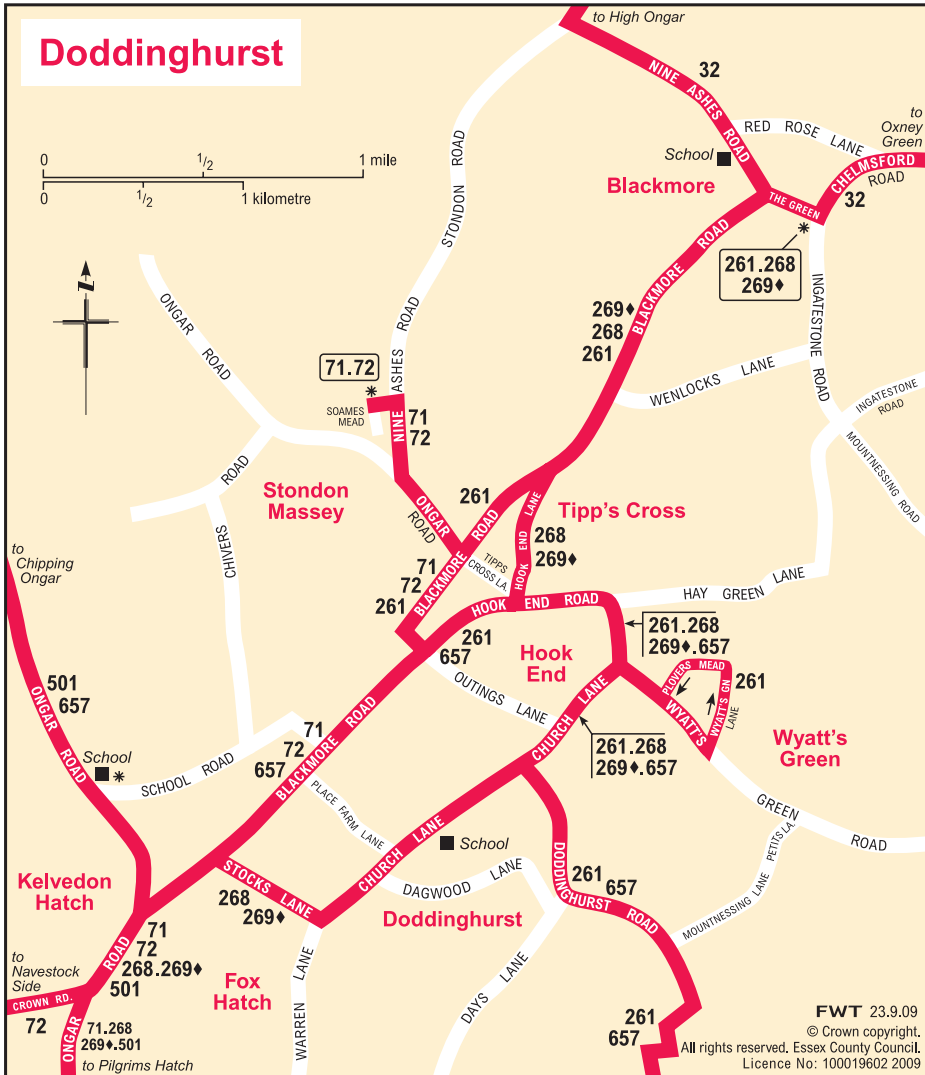 Doddinghurst
to High Ongar
0 1/2 1 mile
0 1/2 1 kilometre
N
NINE ASHES ROAD
32
RED ROSE LANE
School
to
Oxney
Green
CHELMSFORD
ROAD
32
Blackmore
THE GREEN
261.268
269♦
STONDON ROAD
BLACKMORE ROAD
269♦
268
261
INGATESTONE ROAD
WENLOCKS LANE
INGATESTONE
ROAD
MOUNTNESSING ROAD
ONGAR ROAD
71.72
NINE ASHES ROAD
SOAMES
MEAD
71
72
ROAD
Stondon
Massey
ONGAR
ROAD
261
BLACKMORE ROAD
71
72
261
TIPPS
CROSS LA.
HOOK END LANE
Tipp's Cross
268
269♦
CHIVERS
to
Chipping
Ongar
HOOK END ROAD
HAY GREEN LANE
261
657
261.268
269♦.657
Hook
End
OUTINGS LANE
PLOVERS MEAD
WYATT'S GN
LANE
261
WYATT'S
GREEN
ROAD
Wyatt's
Green
501
657
ONGAR ROAD
School
SCHOOL ROAD
71
72
657
BLACKMORE ROAD
CHURCH LANE
261.268
269♦.657
PLACE FARM LANE
CHURCH LANE
School
DAGWOOD LANE
Doddinghurst
261
657
DODDINGHURST ROAD
MOUNTNESSING LANE
PETITS LA.
Kelvedon
Hatch
STOCKS LANE
268
269♦
Fox
Hatch
WARREN LANE
DAYS LANE
71
72
268.269♦
501
ROAD
to
Navestock
Side
CROWN RD.
72
ONGAR
71.268
269♦.501
to Pilgrims Hatch
261
657
FWT 23.9.09
© Crown copyright.
All rights reserved. Essex County Council.
Licence No: 100019602 2009